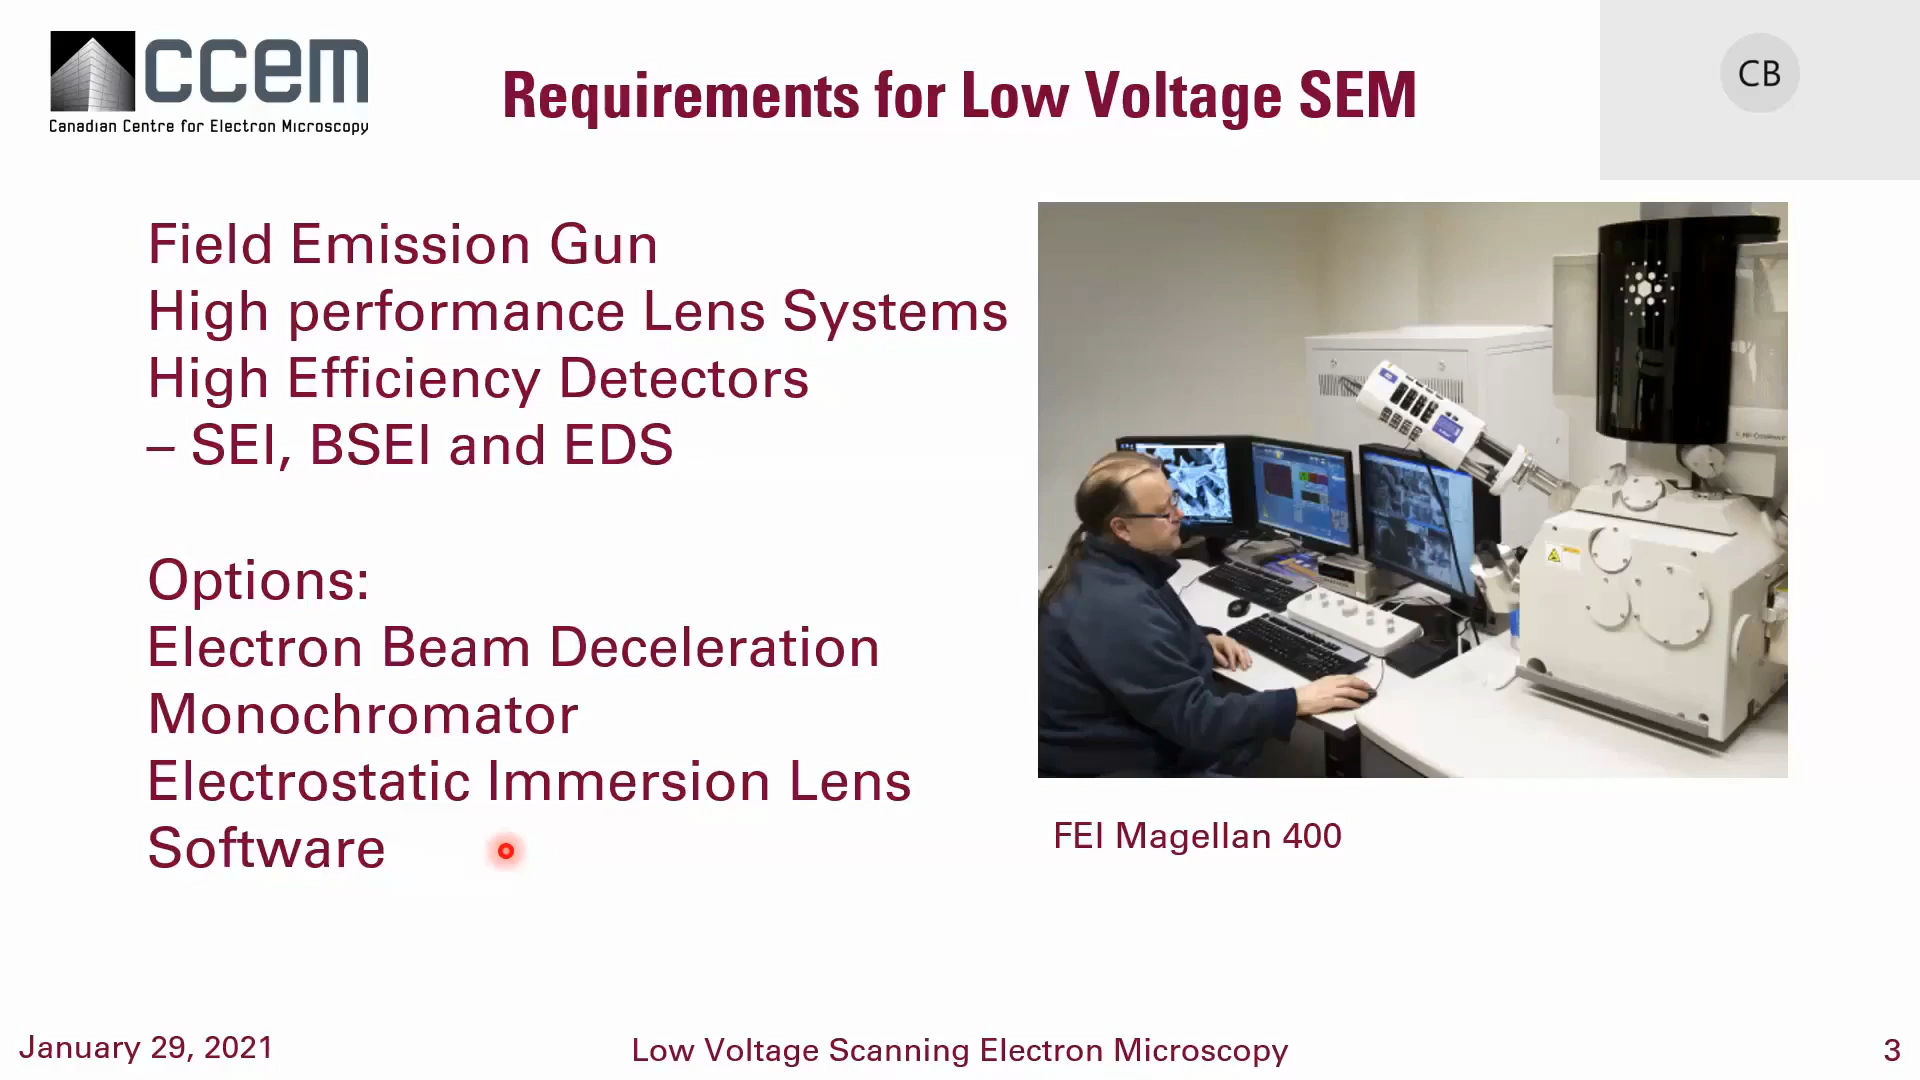 ccem
Canadian Centre for Electron Microscopy
Requirements for Low Voltage SEM
CB
Field Emission Gun
High performance Lens Systems
High Efficiency Detectors
– SEI, BSEI and EDS
Options:
Electron Beam Deceleration
Monochromator
Electrostatic Immersion Lens
Software
FEI Magellan 400
January 29, 2021
Low Voltage Scanning Electron Microscopy
3